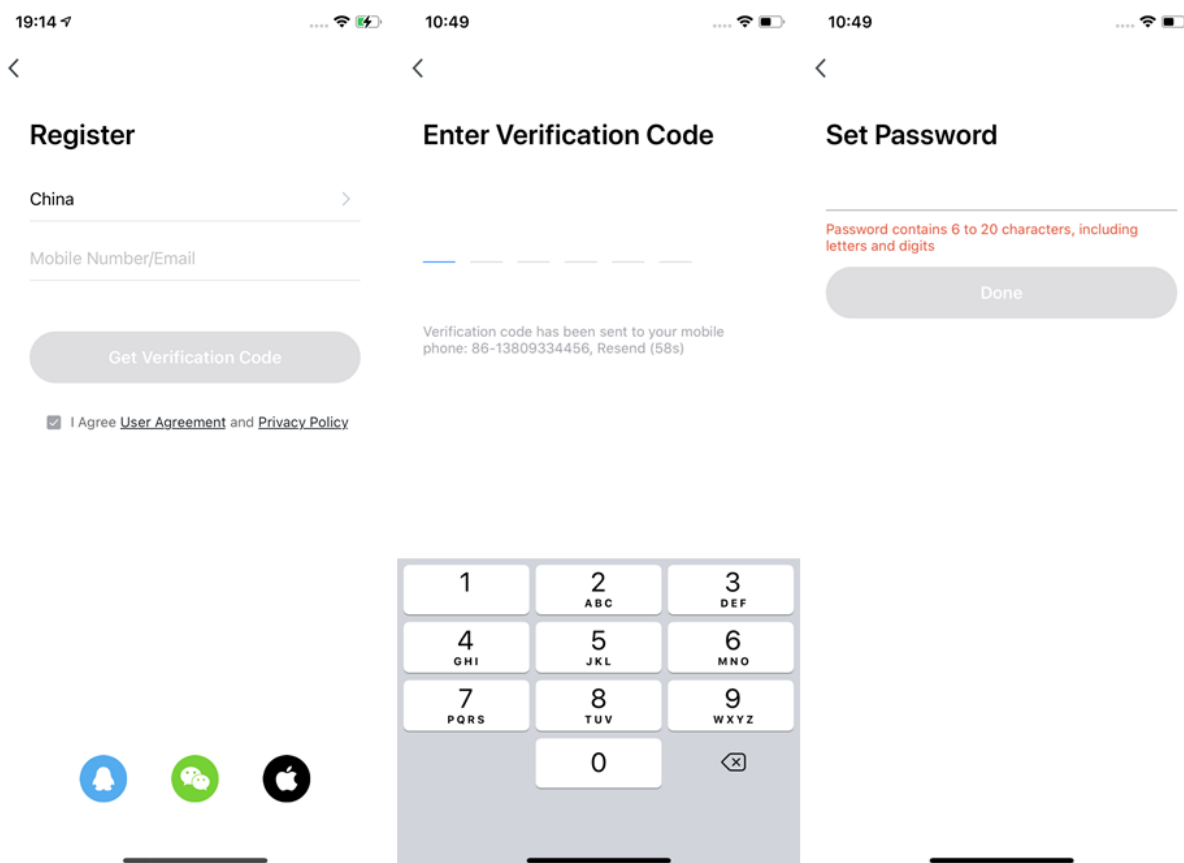 19:14
Register
China
Mobile Number/Email
Get Verification Code
I Agree User Agreement and Privacy Policy
10:49
Enter Verification Code
Verification code has been sent to your mobile
phone: 86-13809334456, Resend (58s)
1
2
ABC
3
DEF
4
GHI
5
JKL
6
MNO
7
PQRS
8
TUV
9
WXYZ
0
10:49
Set Password
Password contains 6 to 20 characters, including
letters and digits
Done